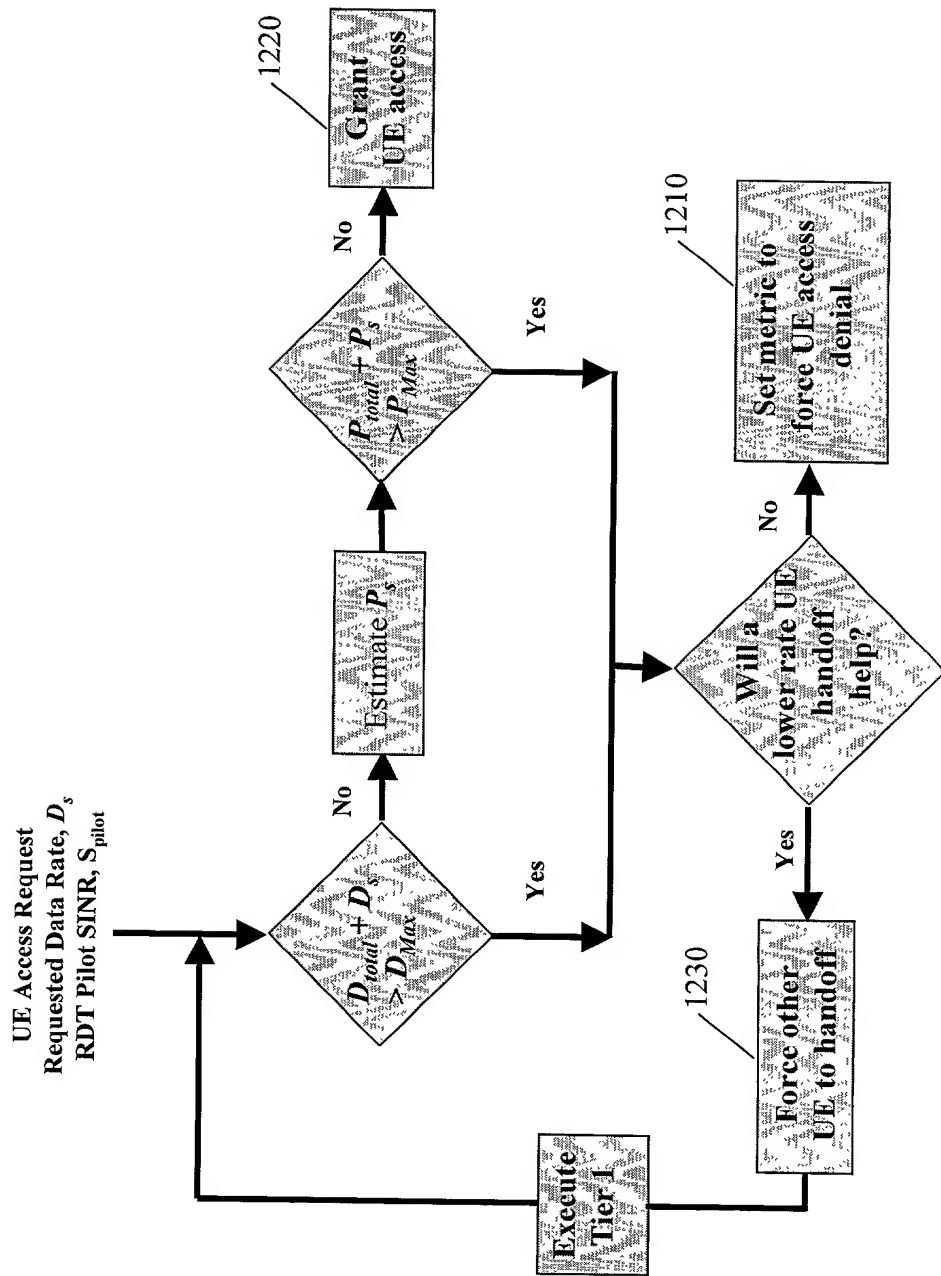 UE Access Request
Requested Data Rate, Ds
RDT Pilot SINR, Spilot
Dtotal + Ds
> DMax
No
Yes
Estimate Ps
Ptotal + Ps
> PMax
No
Yes
Grant
UE access
1220
Will a
lower rate UE
handoff
help?
No
Yes
Set metric to
force UE access
denial
1210
Force other
UE to handoff
1230
Execute
Tier 1